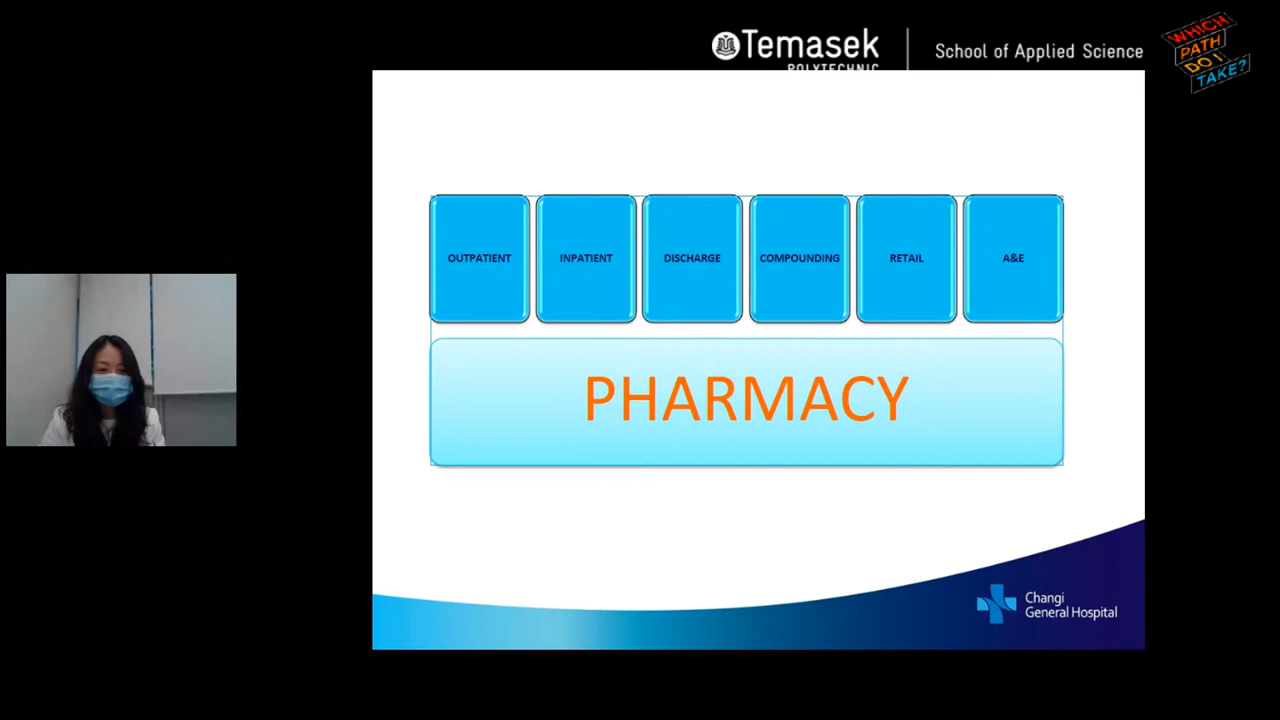 Temasek
POLYTECHNIC
School of Applied Science
WHICH
PATH
DO I
TAKE?
OUTPATIENT
INPATIENT
DISCHARGE
COMPOUNDING
RETAIL
A&E
PHARMACY
Changi
General Hospital